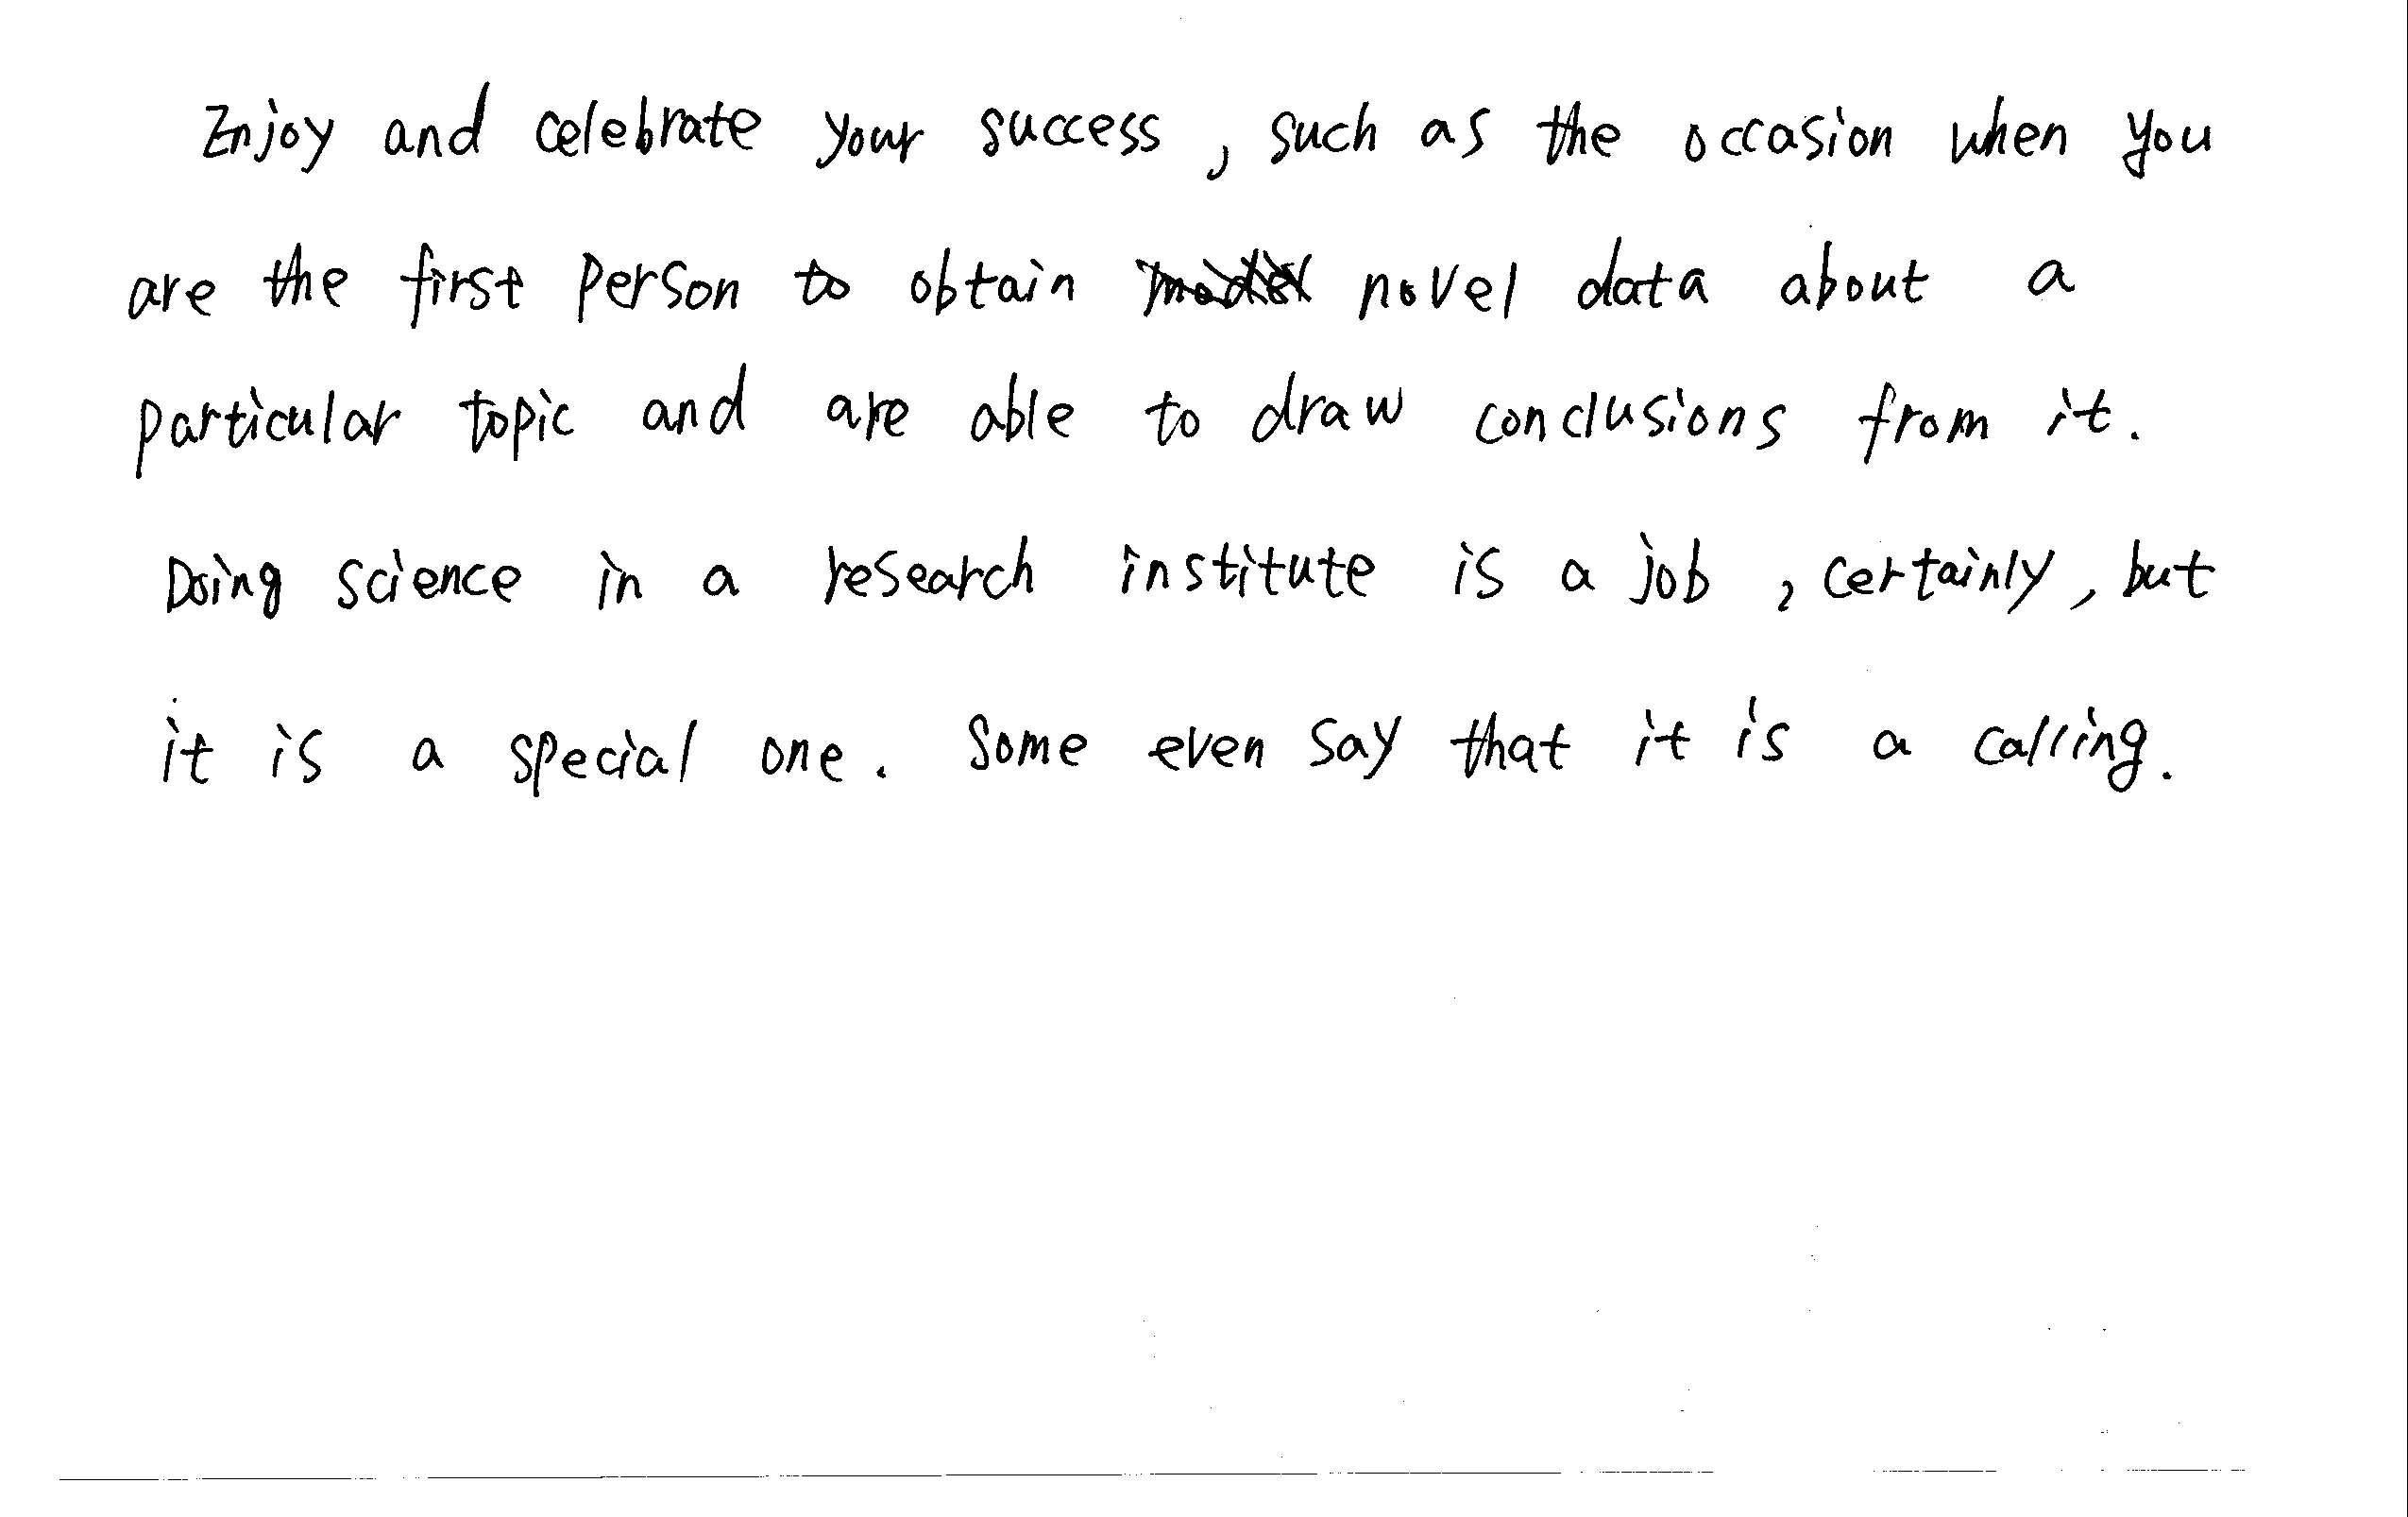 Enjoy and celebrate your success, such as the occasion when you
are the first person to obtain novel data about a
particular topic and are able to draw conclusions from it.
Doing science in a research institute is a job, certainly, but
it is a special one. Some even say that it is a calling.